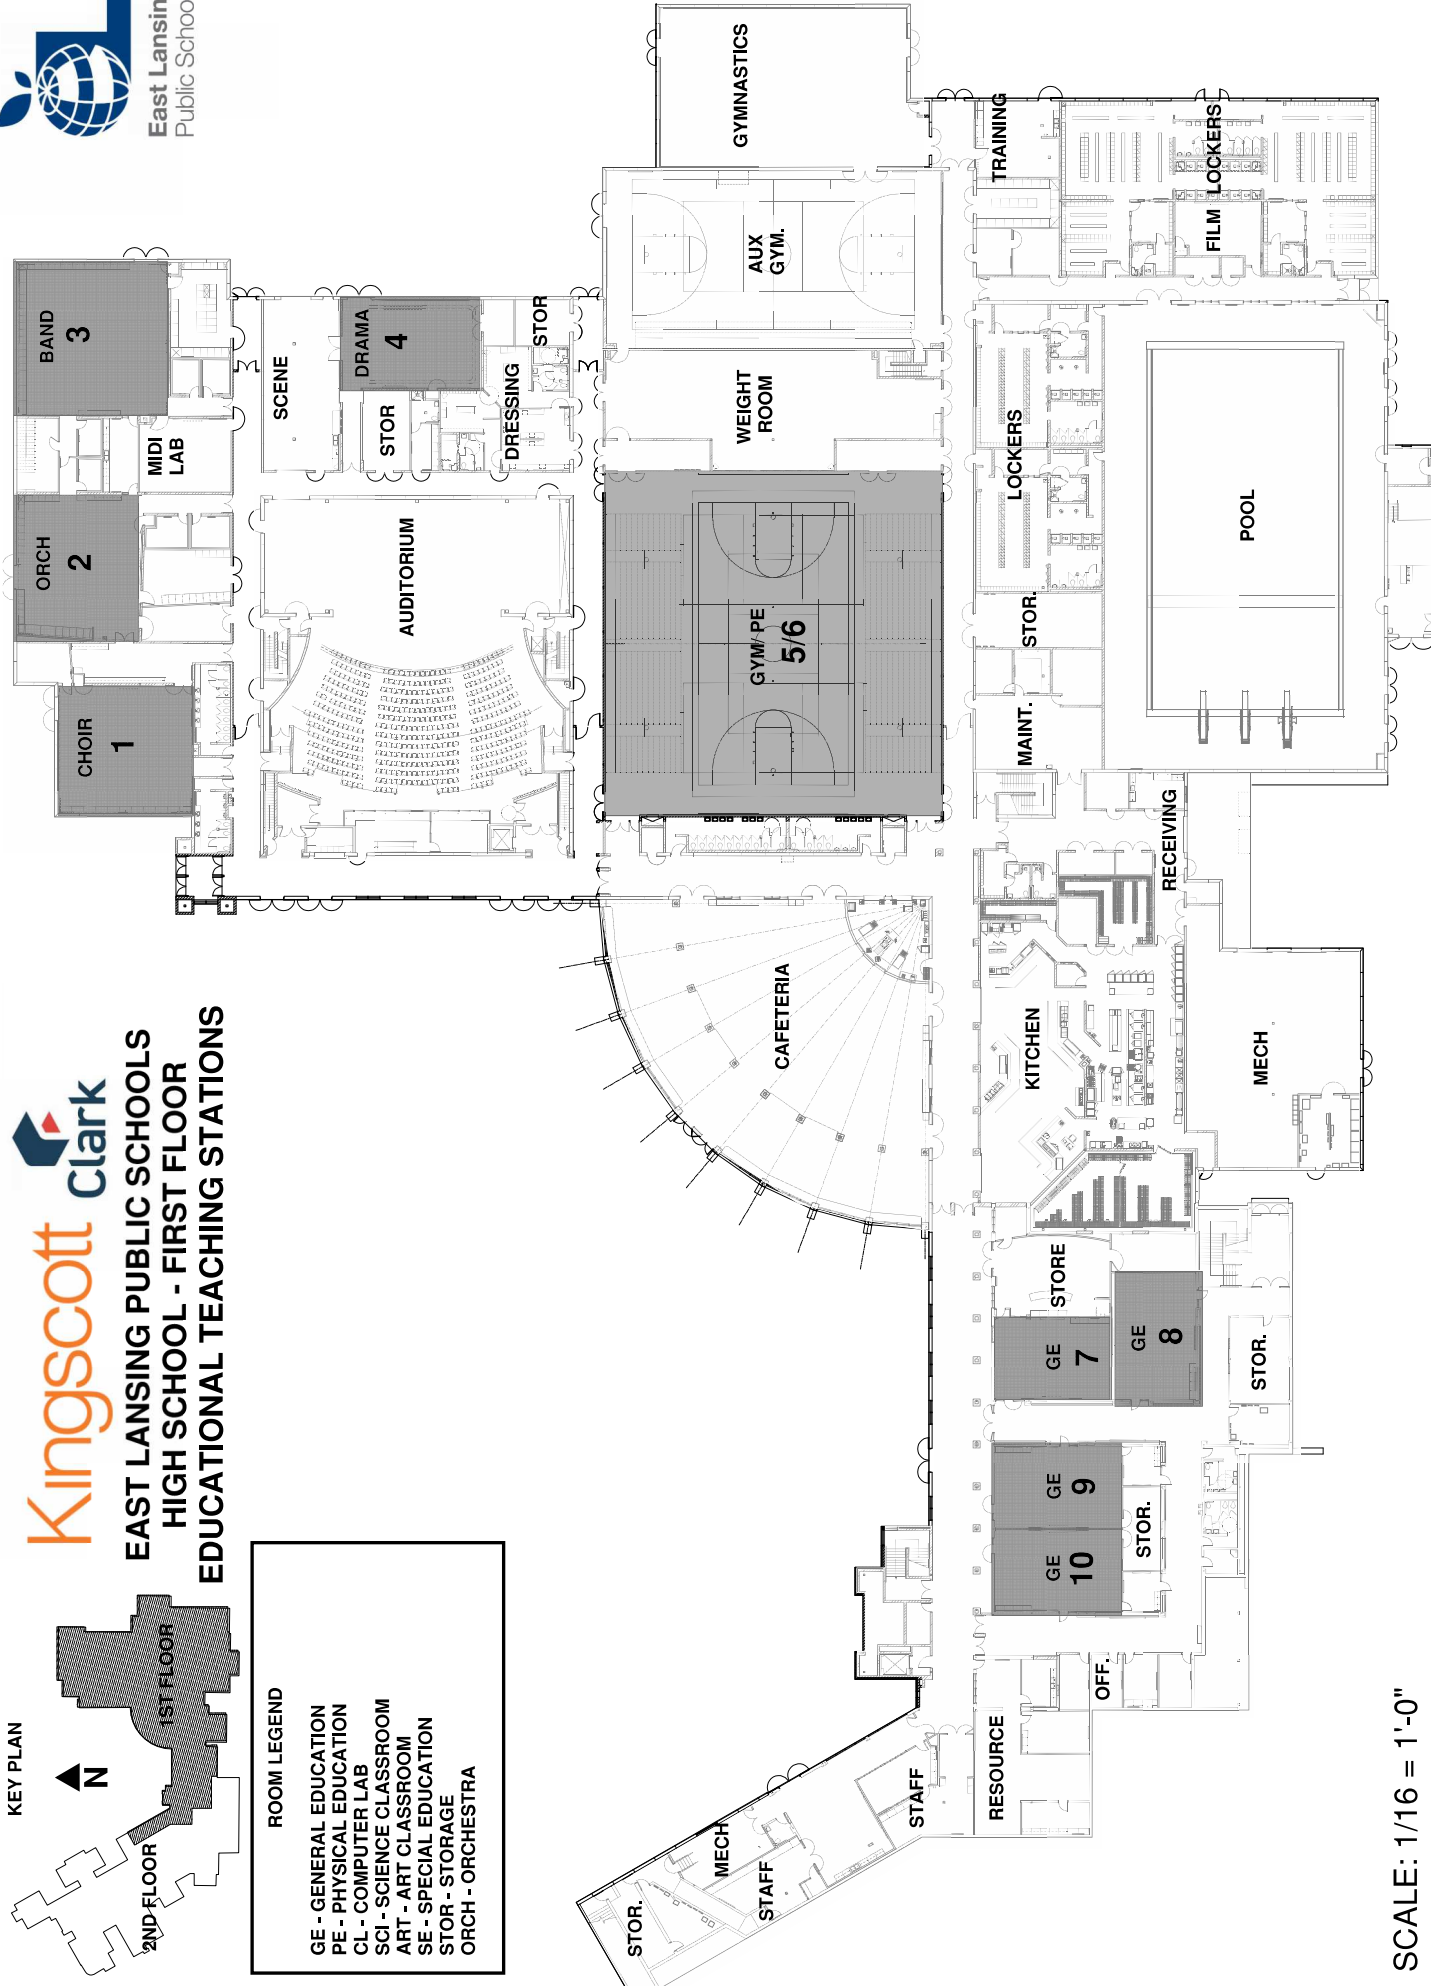 East Lansin
Public Schoo
Kingscott
Clark
EAST LANSING PUBLIC SCHOOLS
HIGH SCHOOL - FIRST FLOOR
EDUCATIONAL TEACHING STATIONS
KEY PLAN
N
1ST FLOOR
2ND FLOOR
ROOM LEGEND
GE - GENERAL EDUCATION
PE - PHYSICAL EDUCATION
CL - COMPUTER LAB
SCI - SCIENCE CLASSROOM
ART - ART CLASSROOM
SE - SPECIAL EDUCATION
STOR - STORAGE
ORCH - ORCHESTRA
CHOIR
1
ORCH
2
MIDI
LAB
BAND
3
SCENE
DRAMA
4
STOR
STOR
DRESSING
AUDITORIUM
GYMNASTICS
AUX
GYM.
WEIGHT
ROOM
GYM/ PE
5/6
CAFETERIA
TRAINING
LOCKERS
FILM
LOCKERS
POOL
STOR.
MAINT.
RECEIVING
KITCHEN
MECH
STORE
GE
7
GE
8
STOR.
GE
9
GE
10
STOR.
OFF.
RESOURCE
STAFF
MECH
STAFF
STOR.
SCALE: 1/16 = 1'-0"